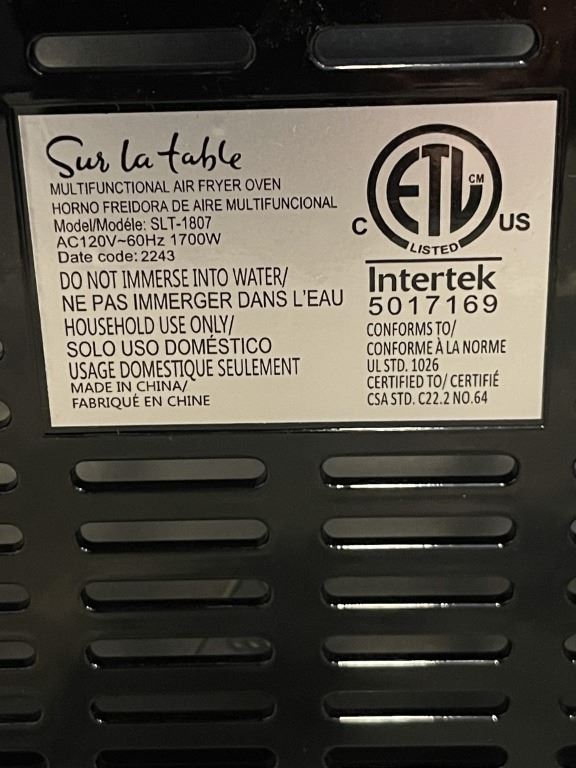 Sur la table
MULTIFUNCTIONAL AIR FRYER OVEN
HORNO FREIDORA DE AIRE MULTIFUNCIONAL
Model/Modéle: SLT-1807
AC120V~60Hz 1700W
Date code: 2243
DO NOT IMMERSE INTO WATER/
NE PAS IMMERGER DANS L'EAU
HOUSEHOLD USE ONLY/
SOLO USO DOMÉSTICO
USAGE DOMESTIQUE SEULEMENT
MADE IN CHINA/
FABRIQUÉ EN CHINE
ETL CM
C US
LISTED
Intertek
5017169
CONFORMS TO/
CONFORME À LA NORME
UL STD. 1026
CERTIFIED TO/ CERTIFIÉ
CSA STD. C22.2 NO.64